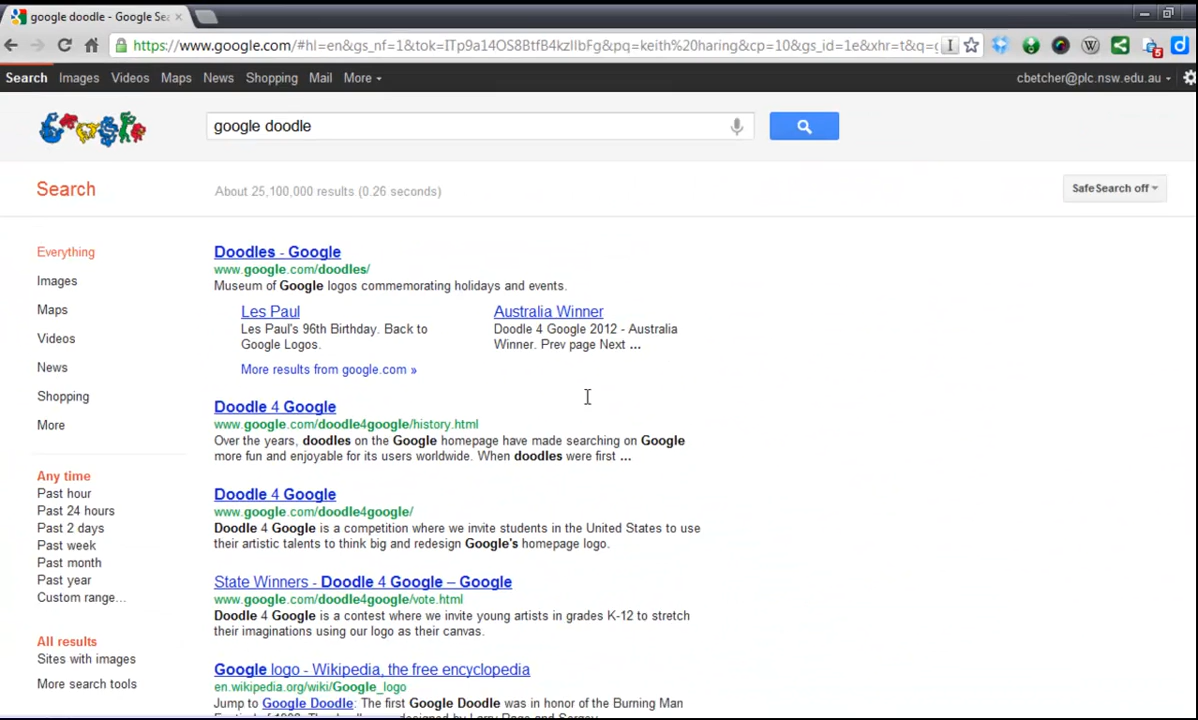 google doodle - Google Sea
https://www.google.com/#hl=en&gs_nf=1&tok=ITp9a14OS8BtfB4kzIIbFg&pq=keith%20haring&cp=10&gs_id=1e&xhr=t&q=g
Search Images Videos Maps News Shopping Mail More
cbetcher@plc.nsw.edu.au
Google
google doodle
Search
About 25,100,000 results (0.26 seconds)
SafeSearch off
Everything
Images
Maps
Videos
News
Shopping
More
Any time
Past hour
Past 24 hours
Past 2 days
Past week
Past month
Past year
Custom range...
All results
Sites with images
More search tools
Doodles - Google
www.google.com/doodles/
Museum of Google logos commemorating holidays and events.
Les Paul
Les Paul's 96th Birthday. Back to
Google Logos.
Australia Winner
Doodle 4 Google 2012 - Australia
Winner. Prev page Next ...
More results from google.com »
Doodle 4 Google
www.google.com/doodle4google/history.html
Over the years, doodles on the Google homepage have made searching on Google
more fun and enjoyable for its users worldwide. When doodles were first ...
Doodle 4 Google
www.google.com/doodle4google/
Doodle 4 Google is a competition where we invite students in the United States to use
their artistic talents to think big and redesign Google's homepage logo.
State Winners - Doodle 4 Google – Google
www.google.com/doodle4google/vote.html
Doodle 4 Google is a contest where we invite young artists in grades K-12 to stretch
their imaginations using our logo as their canvas.
Google logo - Wikipedia, the free encyclopedia
en.wikipedia.org/wiki/Google_logo
Jump to Google Doodle: The first Google Doodle was in honor of the Burning Man